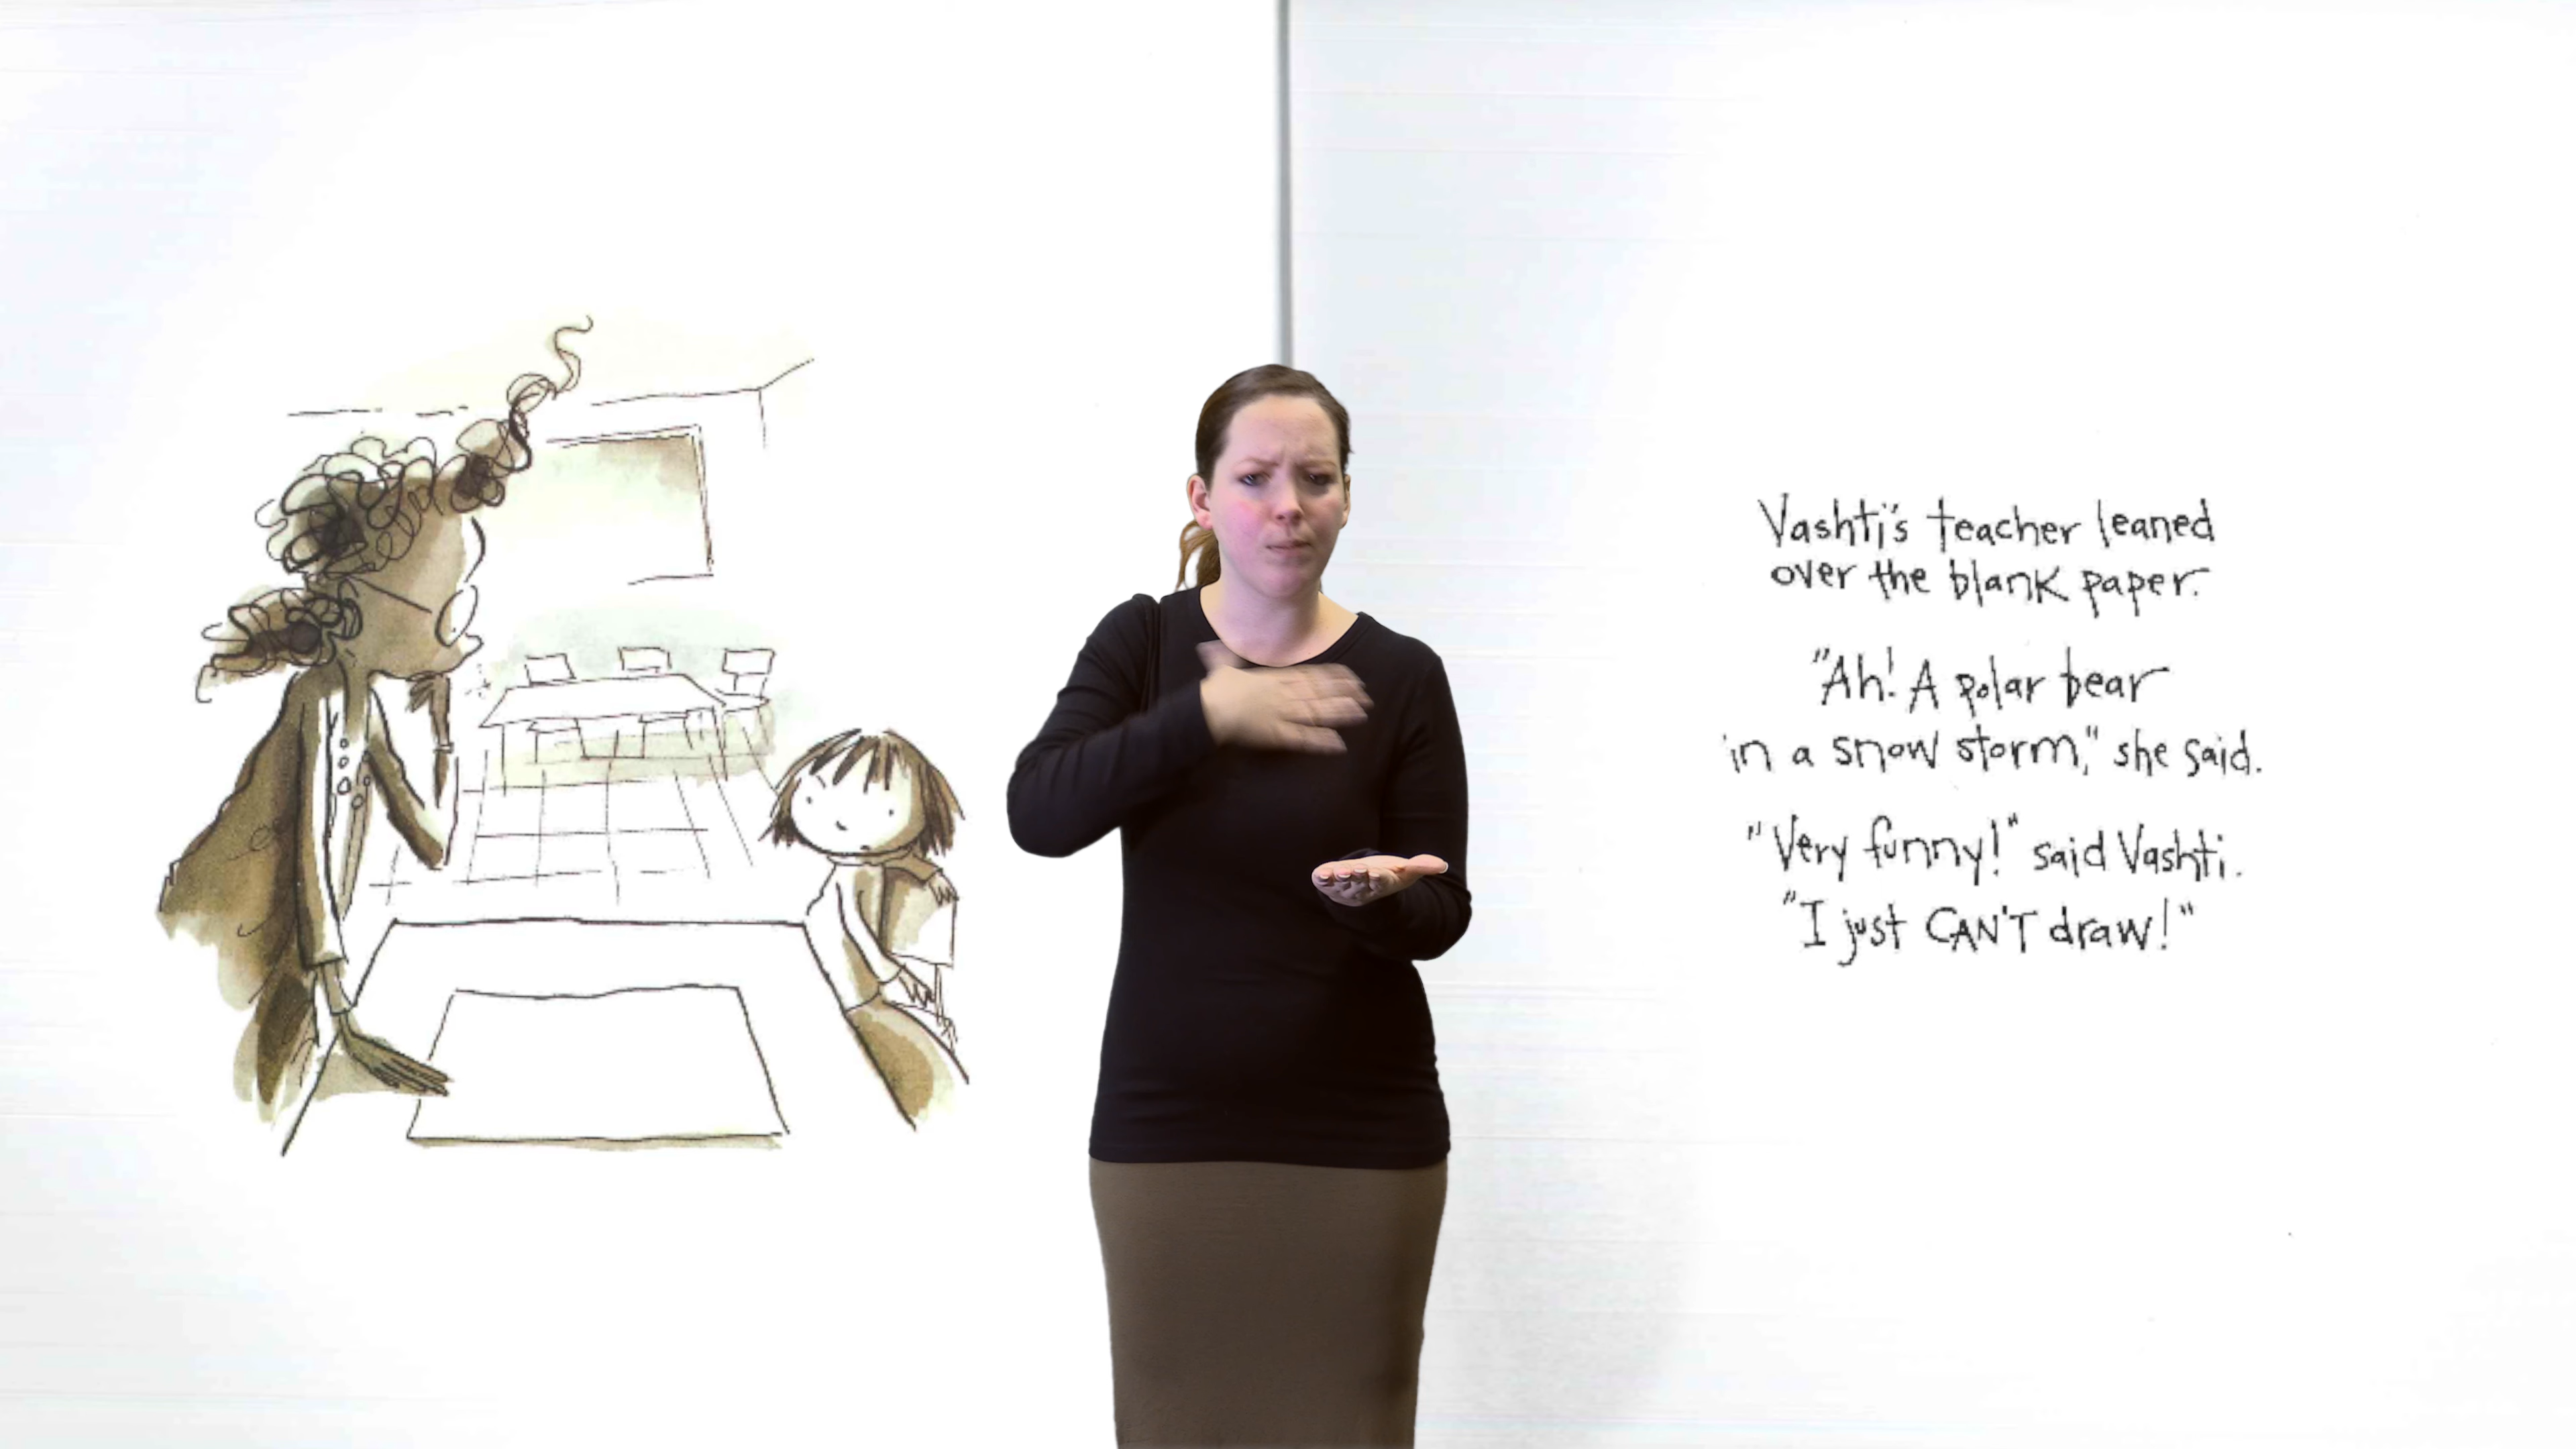 Vashti's teacher leaned
over the blank paper.
"Ah! A polar bear
in a snow storm," she said.
"Very funny!" said Vashti.
"I just CAN'T draw!"